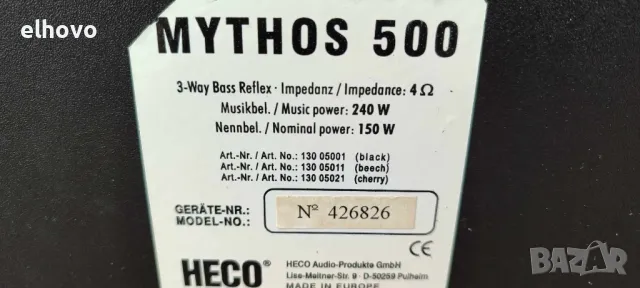 elhovo
MYTHOS 500
3-Way Bass Reflex · Impedanz / Impedance: 4 Ω
Musikbel. / Music power: 240 W
Nennbel. / Nominal power: 150 W
Art.-Nr. / Art. No.: 130 05001 (black)
Art.-Nr. / Art. No.: 130 05011 (beech)
Art.-Nr. / Art. No.: 130 05021 (cherry)
GERÄTE-NR.:
MODEL-NO.:
Nº 426826
CE
HECO®
HECO Audio-Produkte GmbH
Lise-Meitner-Str. 9 · D-50259 Pulheim
MADE IN EUROPE
bazar